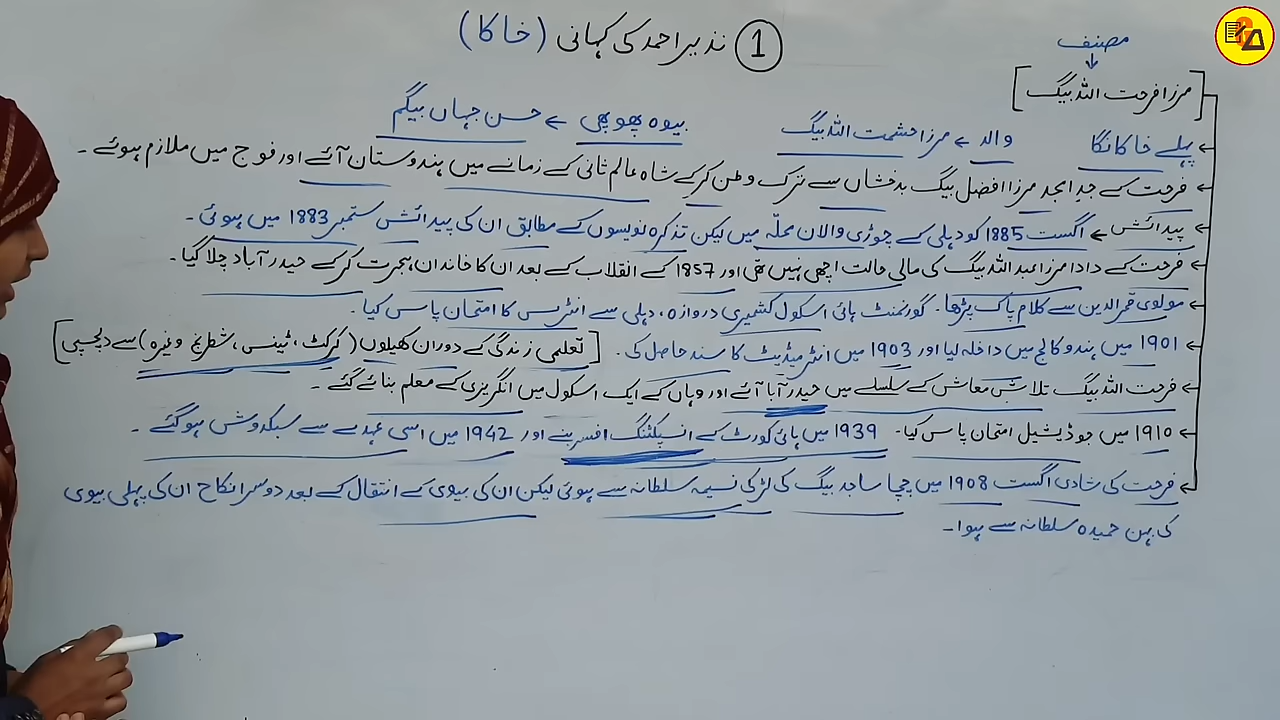 ① نذیر احمد کی کہانی (خاکا)
مصنف
↓
[مرزا فرحت اللہ بیگ]
پہلے خاکا نگا والد ← مرزا حشمت اللہ بیگ بیوہ پھوپھی ← حسن جہاں بیگم
فرحت کے جدِ امجد مرزا افضل بیگ بدخشاں سے ترک وطن کرکے شاہ عالم ثانی کے زمانے میں ہندوستان آئے اور فوج میں ملازم ہوئے۔
پیدائش ← اگست 1885 کو دہلی کے چوڑی والان محلّہ میں لیکن تذکرہ نویسوں کے مطابق ان کی پیدائش ستمبر 1883 میں ہوئی۔
فرحت کے دادا مرزا عبد اللہ بیگ کی مالی حالت اچھی نہیں تھی اور 1857 کے انقلاب کے بعد ان کا خاندان ہجرت کرکے حیدرآباد چلا گیا۔
مولوی قمر الدین سے کلام پاک پڑھا۔ گورنمنٹ ہائی اسکول کشمیری دروازہ، دہلی سے انٹریس کا امتحان پاس کیا۔
1901 میں ہندو کالج میں داخلہ لیا اور 1903 میں انٹرمیڈیٹ کا سند حاصل کی۔ [تعلیمی زندگی کے دوران کھیلوں (کرکٹ، ٹینس، شطرنج وغیرہ) سے دلچسپی]
فرحت اللہ بیگ تلاشِ معاش کے سلسلے میں حیدرآبا آئے اور وہاں کے ایک اسکول میں انگریزی کے معلم بنائے گئے۔
1910 میں جوڈیشیل امتحان پاس کیا۔ 1939 میں ہائی کورٹ کے انسپکٹنگ افسر بنے اور 1942 میں اسی عہدے سے سبکدوش ہوگئے۔
فرحت کی شادی اگست 1908 میں چچا ساجد بیگ کی لڑکی نسیمہ سلطانہ سے ہوئی لیکن ان کی بیوی کے انتقال کے بعد دوسرا نکاح ان کی پہلی بیوی
کی بہن حمیدہ سلطانہ سے ہوا۔